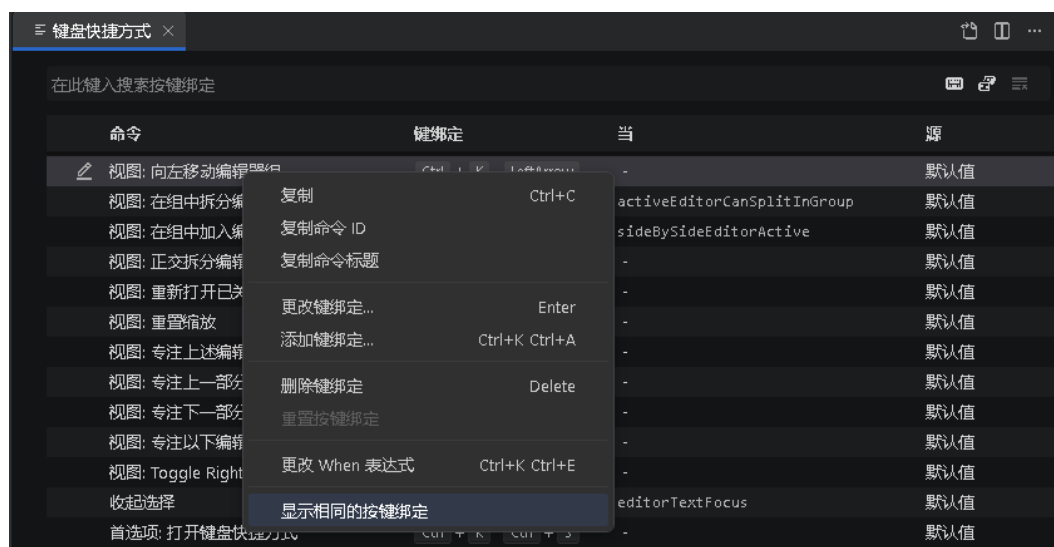 键盘快捷方式
在此键入搜索按键绑定
命令 键绑定 当 源
视图: 向左移动编辑器组 Ctrl + K LeftArrow - 默认值
视图: 在组中拆分编 activeEditorCanSplitInGroup 默认值
视图: 在组中加入编 sideBySideEditorActive 默认值
视图: 正交拆分编辑 - 默认值
视图: 重新打开已关 - 默认值
视图: 重置缩放 - 默认值
视图: 专注上述编辑 - 默认值
视图: 专注上一部分 - 默认值
视图: 专注下一部分 - 默认值
视图: 专注以下编辑 - 默认值
视图: Toggle Right - 默认值
收起选择 editorTextFocus 默认值
首选项: 打开键盘快捷方式 Ctrl + K Ctrl + S - 默认值
复制 Ctrl+C
复制命令 ID
复制命令标题
更改键绑定... Enter
添加键绑定... Ctrl+K Ctrl+A
删除键绑定 Delete
重置按键绑定
更改 When 表达式 Ctrl+K Ctrl+E
显示相同的按键绑定